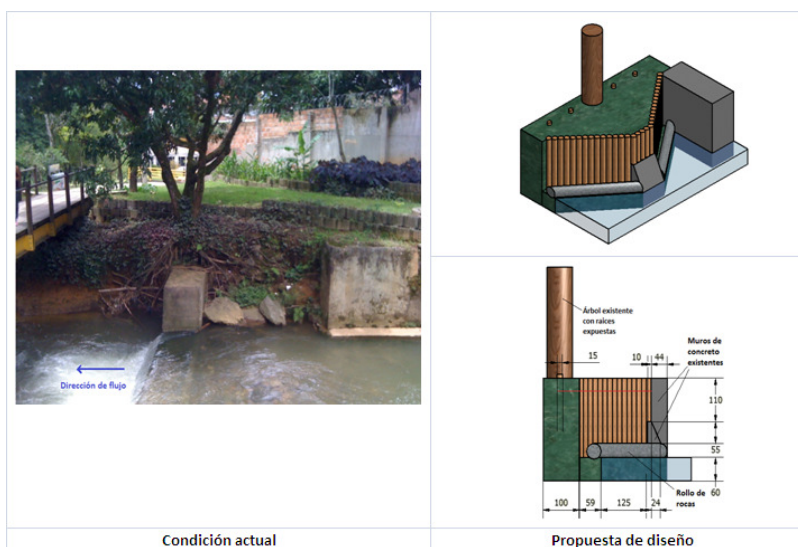 Dirección de flujo
Árbol existente
con raíces
expuestas
15
10
44
Muros de
concreto
existentes
110
55
60
Rollo de
rocas
100
59
125
24
Condición actual
Propuesta de diseño